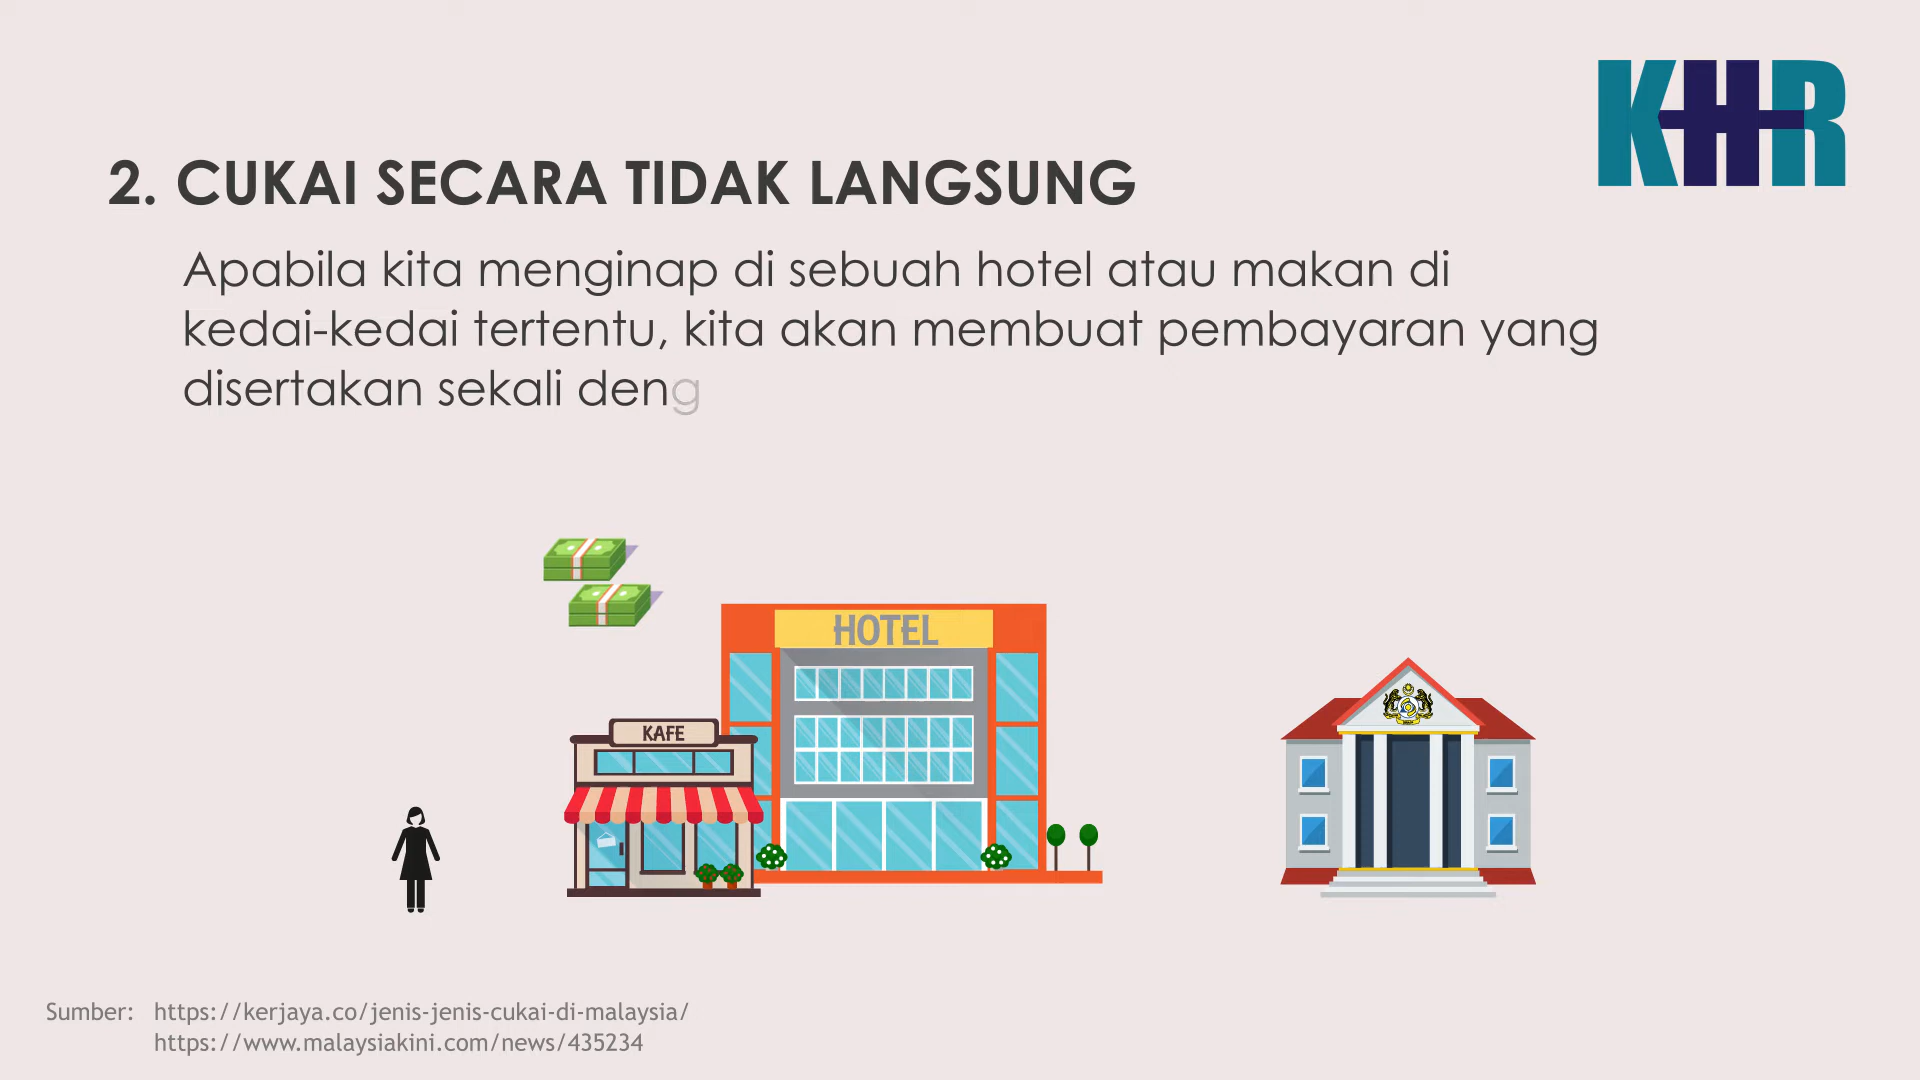 KHR
2. CUKAI SECARA TIDAK LANGSUNG
Apabila kita menginap di sebuah hotel atau makan di
kedai-kedai tertentu, kita akan membuat pembayaran yang
disertakan sekali deng
HOTEL
KAFE
Sumber: https://kerjaya.co/jenis-jenis-cukai-di-malaysia/
https://www.malaysiakini.com/news/435234